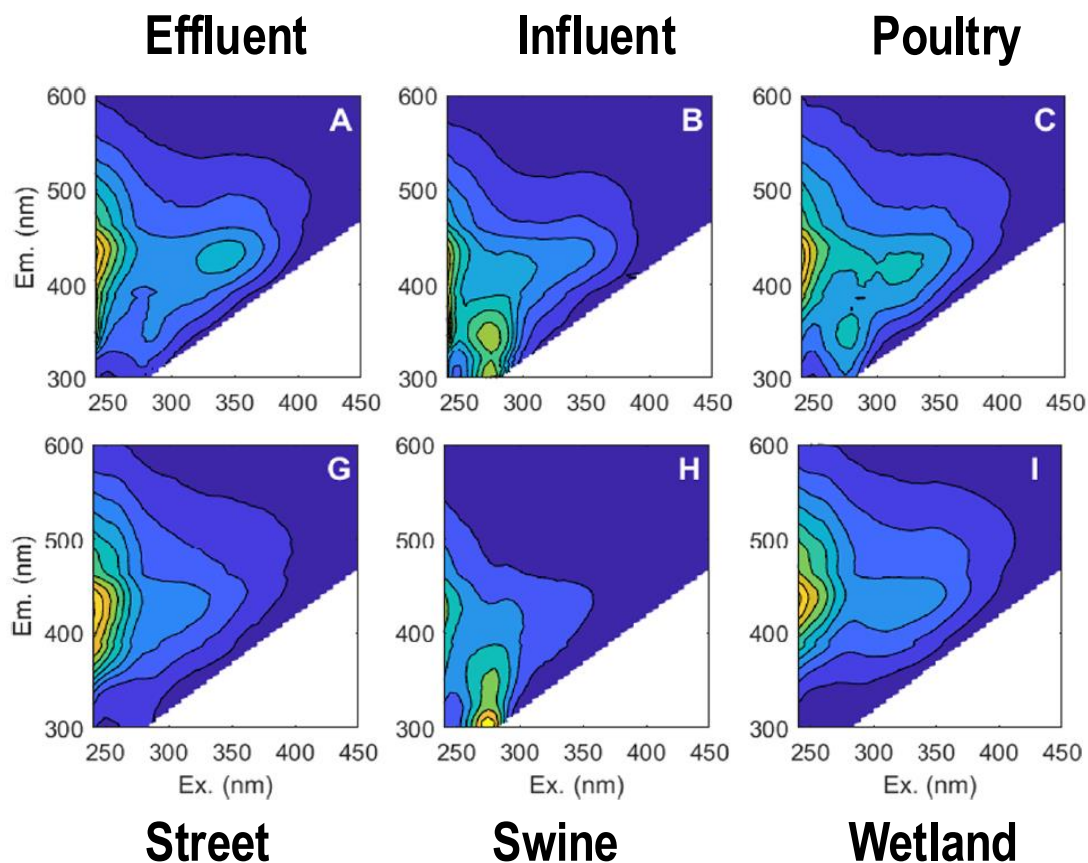 Effluent Influent Poultry
600 A 600 B 600 C
500 500 500
Em. (nm)
400 400 400
300 300 300
250 300 350 400 450 250 300 350 400 450 250 300 350 400 450
600 G 600 H 600 I
500 500 500
Em. (nm)
400 400 400
300 300 300
250 300 350 400 450 250 300 350 400 450 250 300 350 400 450
Ex. (nm) Ex. (nm) Ex. (nm)
Street Swine Wetland